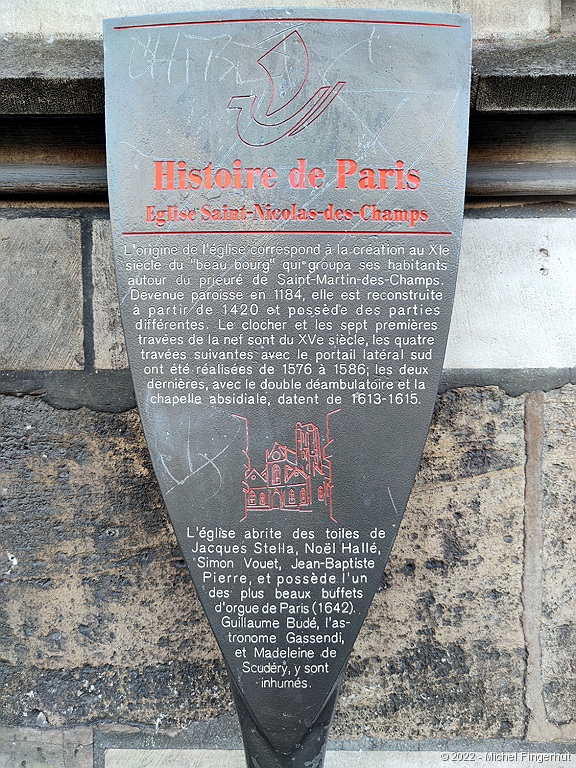 Histoire de Paris
Eglise Saint-Nicolas-des-Champs
L'origine de l'église correspond à la création au XIe
siècle du "beau bourg" qui groupa ses habitants
autour du prieuré de Saint-Martin-des-Champs.
Devenue paroisse en 1184, elle est reconstruite
à partir de 1420 et possède des parties
différentes. Le clocher et les sept premières
travées de la nef sont du XVe siècle, les quatre
travées suivantes avec le portail latéral sud
ont été réalisées de 1576 à 1586; les deux
dernières, avec le double déambulatoire et la
chapelle absidiale, datent de 1613-1615.
L'église abrite des toiles de
Jacques Stella, Noël Hallé,
Simon Vouet, Jean-Baptiste
Pierre, et possède l'un
des plus beaux buffets
d'orgue de Paris (1642).
Guillaume Budé, l'as-
tronome Gassendi,
et Madeleine de
Scudéry, y sont
inhumés.
© 2022 - Michel Fingerhut